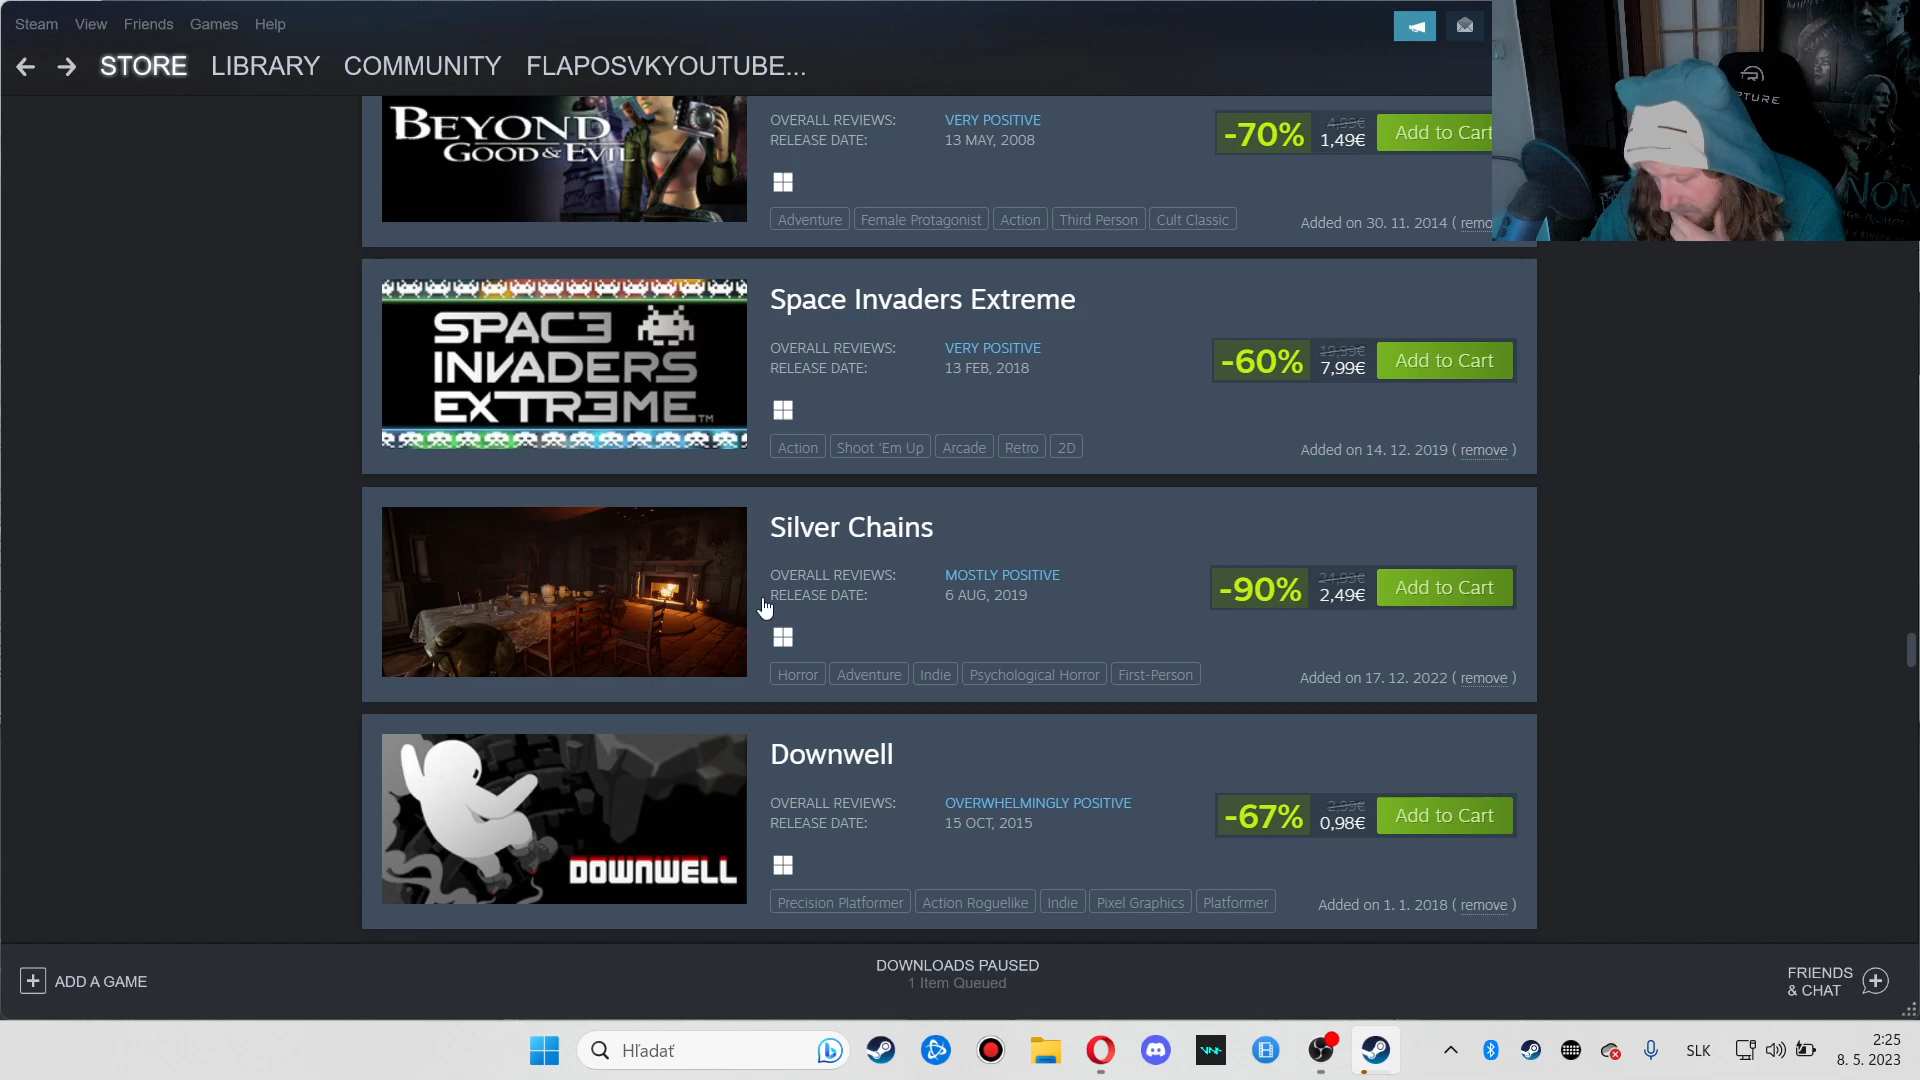 Steam View Friends Games Help
STORE LIBRARY COMMUNITY FLAPOSVKYOUTUBE...
BEYOND
GOOD & EVIL
OVERALL REVIEWS: VERY POSITIVE
RELEASE DATE: 13 MAY, 2008
-70% 4,99€ 1,49€ Add to Cart
Adventure Female Protagonist Action Third Person Cult Classic
Added on 30. 11. 2014 ( remo
SPACE
INVADERS
EXTREME™
Space Invaders Extreme
OVERALL REVIEWS: VERY POSITIVE
RELEASE DATE: 13 FEB, 2018
-60% 19,99€ 7,99€ Add to Cart
Action Shoot 'Em Up Arcade Retro 2D
Added on 14. 12. 2019 ( remove )
Silver Chains
OVERALL REVIEWS: MOSTLY POSITIVE
RELEASE DATE: 6 AUG, 2019
-90% 24,99€ 2,49€ Add to Cart
Horror Adventure Indie Psychological Horror First-Person
Added on 17. 12. 2022 ( remove )
DOWNWELL
Downwell
OVERALL REVIEWS: OVERWHELMINGLY POSITIVE
RELEASE DATE: 15 OCT, 2015
-67% 2,99€ 0,98€ Add to Cart
Precision Platformer Action Roguelike Indie Pixel Graphics Platformer
Added on 1. 1. 2018 ( remove )
ADD A GAME
DOWNLOADS PAUSED
1 Item Queued
FRIENDS
& CHAT
Hľadať
SLK
2:25
8. 5. 2023